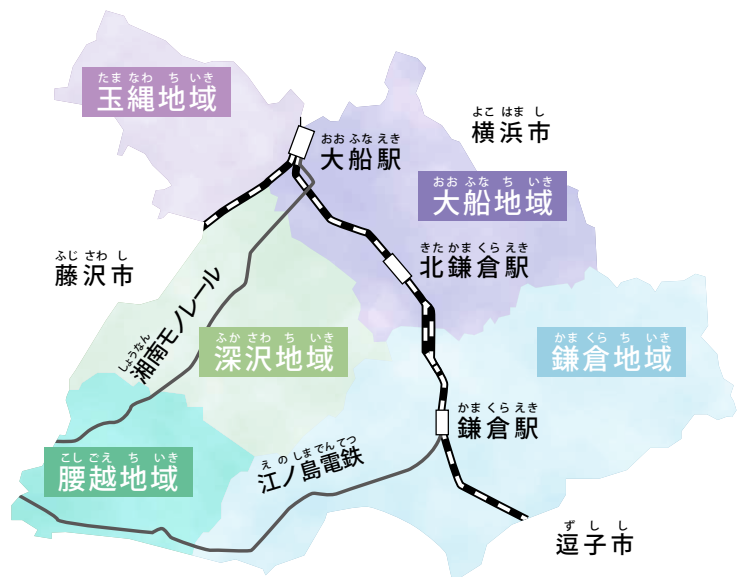 たまなわちいき
玉縄地域
よこはまし
横浜市
おおふなえき
大船駅
おおふなちいき
大船地域
ふじさわし
藤沢市
きたかまくらえき
北鎌倉駅
しょうなん
湘南モノレール
ふかさわちいき
深沢地域
かまくらちいき
鎌倉地域
かまくらえき
鎌倉駅
こしごえちいき
腰越地域
えのしまでんてつ
江ノ島電鉄
ずしし
逗子市